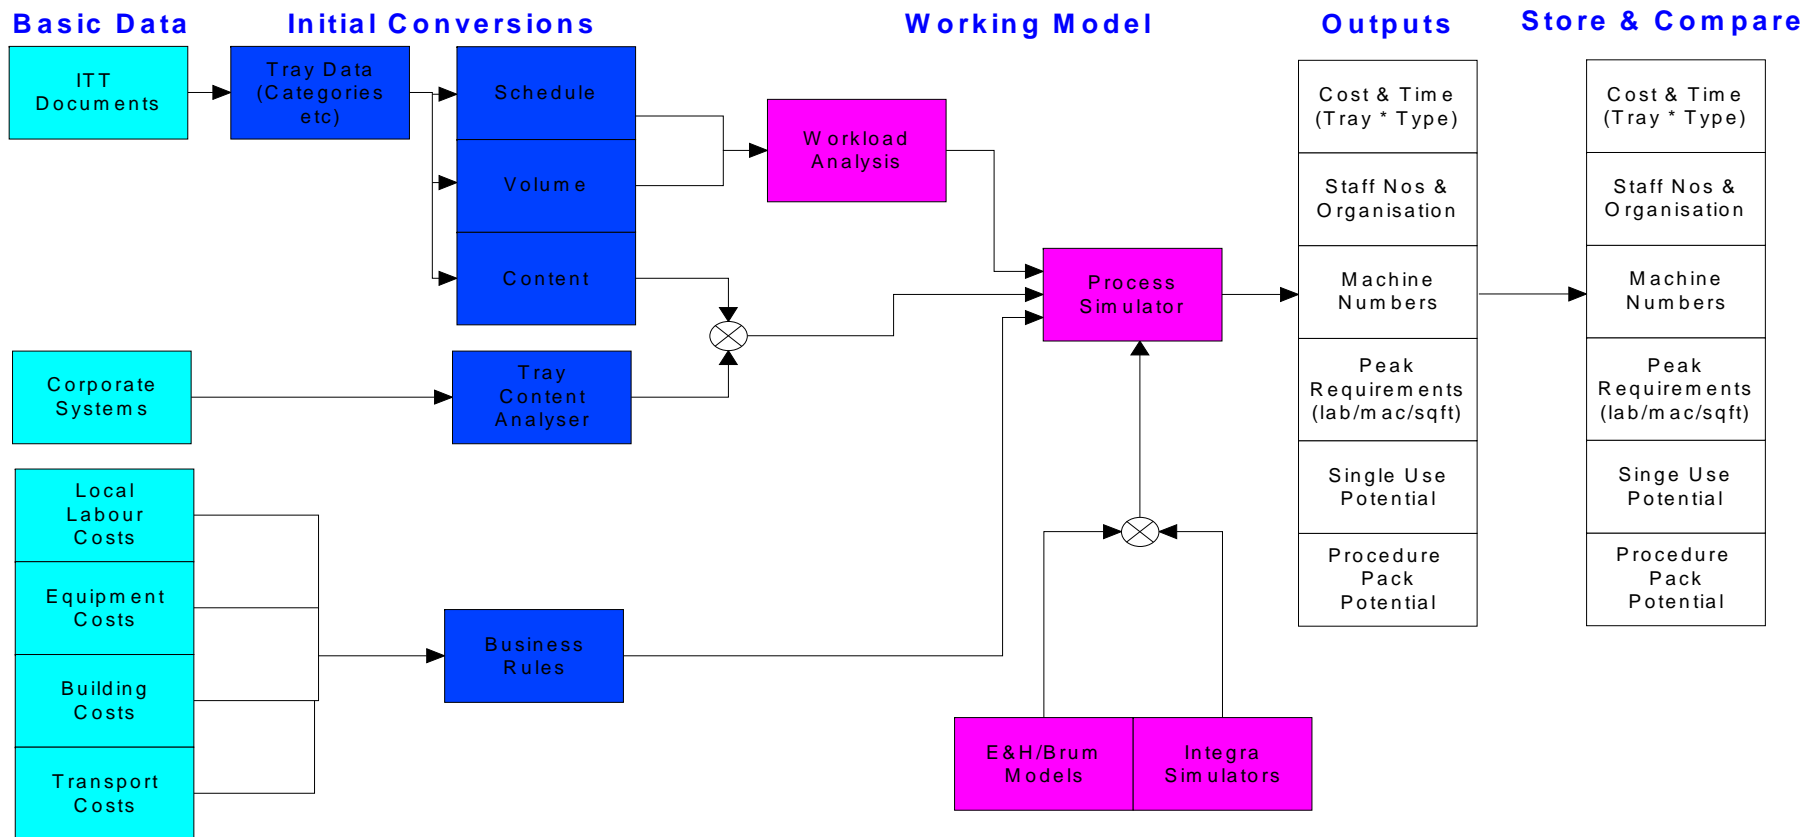 Basic Data
Initial Conversions
Working Model
Outputs
Store & Compare
ITT
Documents
Tray Data
(Categories
etc)
Schedule
Volume
Content
Workload
Analysis
Corporate
Systems
Tray
Content
Analyser
Process
Simulator
Local
Labour
Costs
Equipment
Costs
Building
Costs
Transport
Costs
Business
Rules
E&H/Brum
Models
Integra
Simulators
Cost & Time
(Tray * Type)
Staff Nos &
Organisation
Machine
Numbers
Peak
Requirements
(lab/mac/sqft)
Single Use
Potential
Procedure
Pack
Potential
Cost & Time
(Tray * Type)
Staff Nos &
Organisation
Machine
Numbers
Peak
Requirements
(lab/mac/sqft)
Singe Use
Potential
Procedure
Pack
Potential